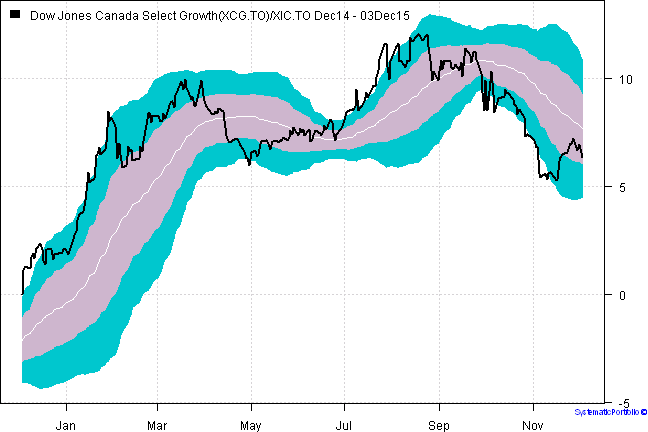 Dow Jones Canada Select Growth(XCG.TO)/XIC.TO Dec14 - 03Dec15
10
5
0
-5
Jan Mar May Jul Sep Nov
SystematicPortfolio ©